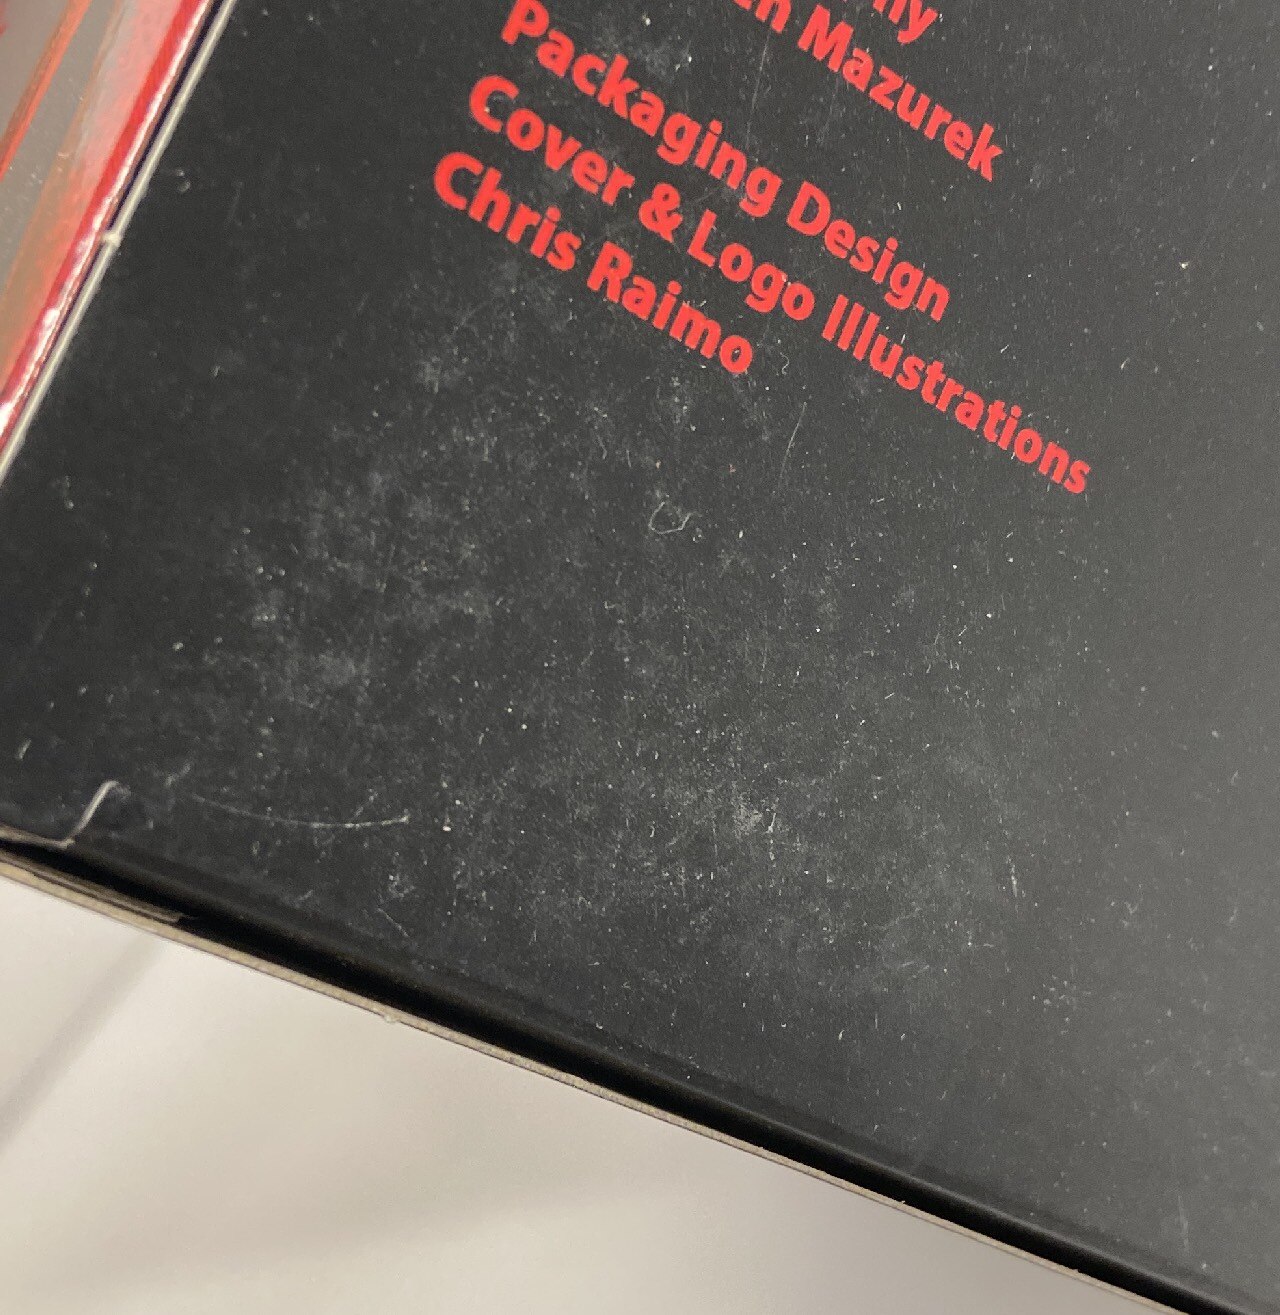 Mazurek
Packaging Design
Cover & Logo Illustrations
Chris Raimo